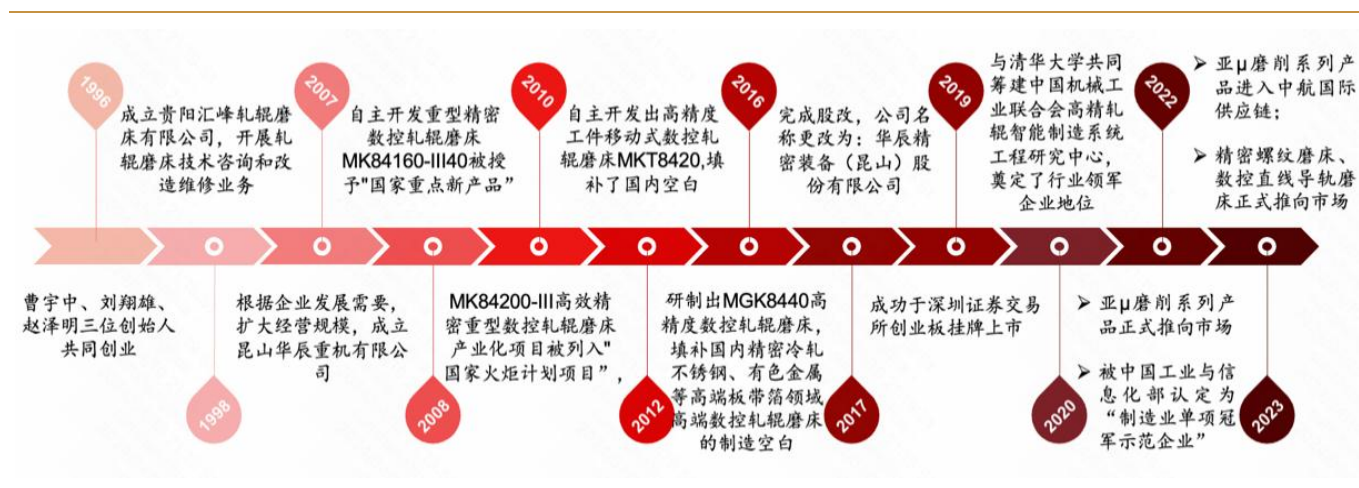 1996
成立贵阳汇峰轧辊磨
床有限公司，开展轧
辊磨床技术咨询和改
造维修业务
2007
自主开发重型精密
数控轧辊磨床
MK84160-III40被授
予"国家重点新产品”
2010
自主开发出高精度
工件移动式数控轧
辊磨床MKT8420,填
补了国内空白
2016
完成股改，公司名
称更改为：华辰精
密装备（昆山）股
份有限公司
2019
与清华大学共同
筹建中国机械工
业联合会高精轧
辊智能制造系统
工程研究中心，
奠定了行业领军
企业地位
2022
➢ 亚μ磨削系列产
品进入中航国际
供应链；
➢ 精密螺纹磨床、
数控直线导轨磨
床正式推向市场
曹宇中、刘翔雄、
赵泽明三位创始人
共同创业
1998
根据企业发展需要，
扩大经营规模，成立
昆山华辰重机有限公
司
2008
MK84200-III高效精
密重型数控轧辊磨床
产业化项目被列入"
国家火炬计划项目”，
2012
研制出MGK8440高
精度数控轧辊磨床，
填补国内精密冷轧
不锈钢、有色金属
等高端板带箔领域
高端数控轧辊磨床
的制造空白
2017
成功于深圳证券交易
所创业板挂牌上市
2020
➢ 亚μ磨削系列产
品正式推向市场
➢ 被中国工业与信
息化部认定为
“制造业单项冠
军示范企业”
2023